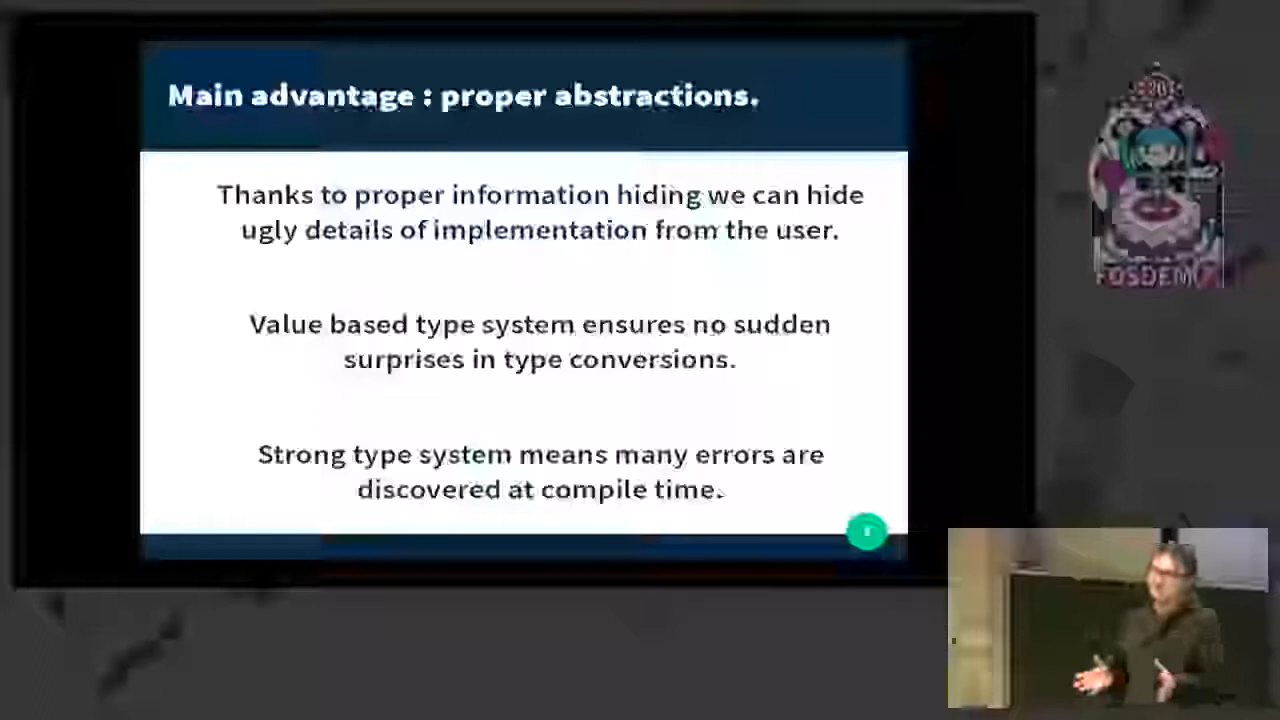 Main advantage : proper abstractions.
Thanks to proper information hiding we can hide
ugly details of implementation from the user.
Value based type system ensures no sudden
surprises in type conversions.
Strong type system means many errors are
discovered at compile time.
FOSDEM